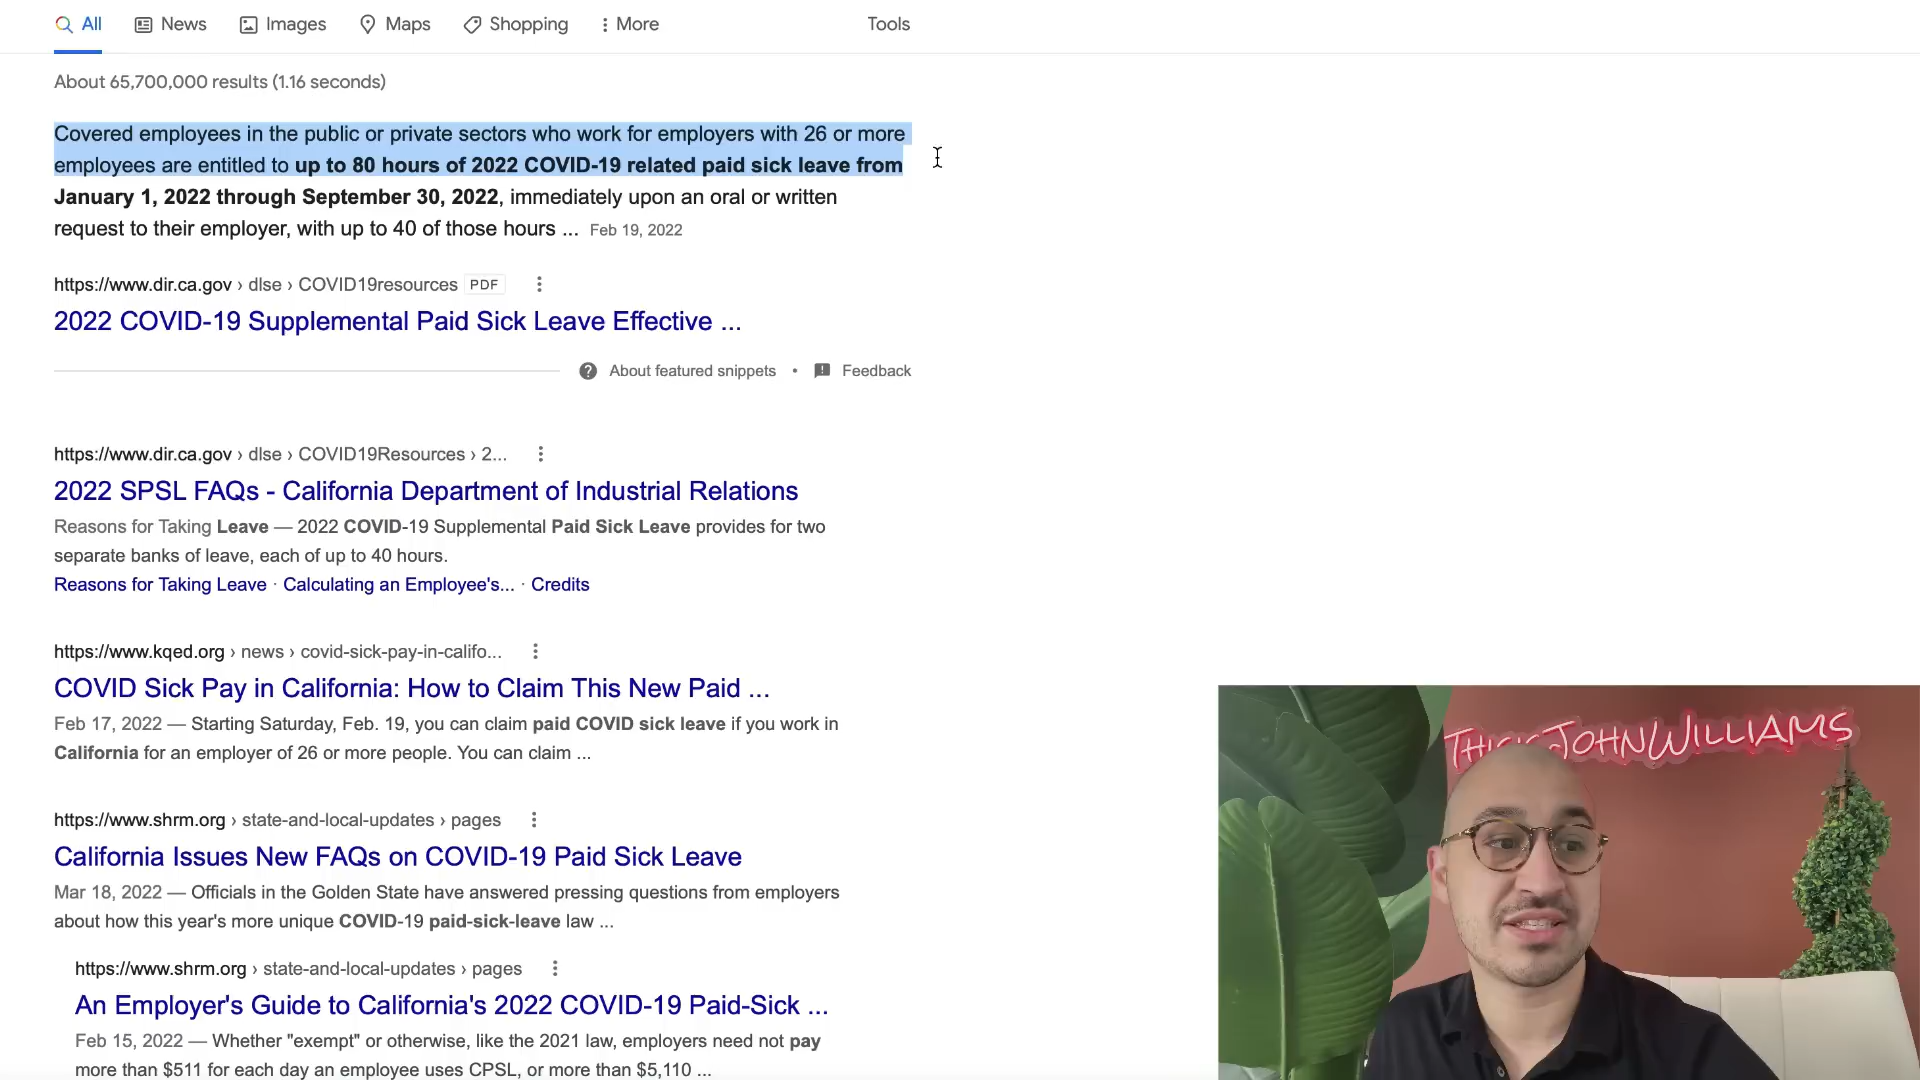 All News Images Maps Shopping More Tools
About 65,700,000 results (1.16 seconds)
Covered employees in the public or private sectors who work for employers with 26 or more
employees are entitled to up to 80 hours of 2022 COVID-19 related paid sick leave from
January 1, 2022 through September 30, 2022, immediately upon an oral or written
request to their employer, with up to 40 of those hours ... Feb 19, 2022
https://www.dir.ca.gov › dlse › COVID19resources PDF
2022 COVID-19 Supplemental Paid Sick Leave Effective ...
About featured snippets • Feedback
https://www.dir.ca.gov › dlse › COVID19Resources › 2...
2022 SPSL FAQs - California Department of Industrial Relations
Reasons for Taking Leave — 2022 COVID-19 Supplemental Paid Sick Leave provides for two
separate banks of leave, each of up to 40 hours.
Reasons for Taking Leave · Calculating an Employee's... · Credits
https://www.kqed.org › news › covid-sick-pay-in-califo...
COVID Sick Pay in California: How to Claim This New Paid ...
Feb 17, 2022 — Starting Saturday, Feb. 19, you can claim paid COVID sick leave if you work in
California for an employer of 26 or more people. You can claim ...
https://www.shrm.org › state-and-local-updates › pages
California Issues New FAQs on COVID-19 Paid Sick Leave
Mar 18, 2022 — Officials in the Golden State have answered pressing questions from employers
about how this year's more unique COVID-19 paid-sick-leave law ...
https://www.shrm.org › state-and-local-updates › pages
An Employer's Guide to California's 2022 COVID-19 Paid-Sick ...
Feb 15, 2022 — Whether "exempt" or otherwise, like the 2021 law, employers need not pay
more than $511 for each day an employee uses CPSL, or more than $5,110 ...
THISISJOHNWILLIAMS